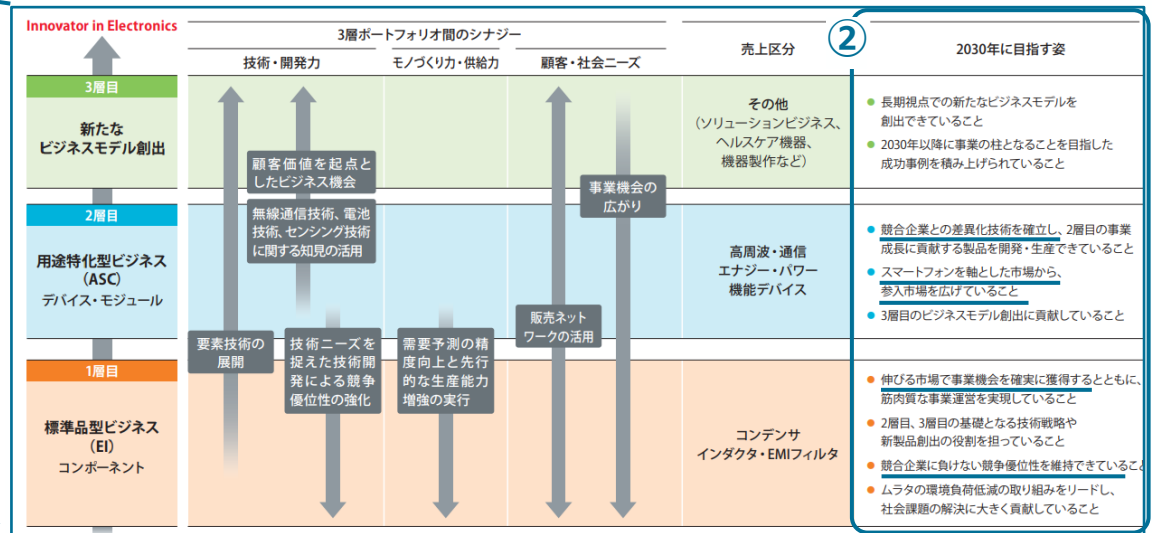 Innovator in Electronics
3層ポートフォリオ間のシナジー
技術・開発力
モノづくり力・供給力
顧客・社会ニーズ
売上区分
②
2030年に目指す姿
3層目
新たな
ビジネスモデル創出
顧客価値を起点と
したビジネス機会
事業機会の
広がり
その他
(ソリューションビジネス、
ヘルスケア機器、
機器製作など)
● 長期視点での新たなビジネスモデルを
創出できていること
● 2030年以降に事業の柱となることを目指した
成功事例を積み上げられていること
2層目
用途特化型ビジネス
(ASC)
デバイス・モジュール
無線通信技術、電池
技術、センシング技術
に関する知見の活用
販売ネット
ワークの活用
高周波・通信
エナジー・パワー
機能デバイス
● 競合企業との差異化技術を確立し、2層目の事業
成長に貢献する製品を開発・生産できていること
● スマートフォンを軸とした市場から、
参入市場を広げていること
● 3層目のビジネスモデル創出に貢献していること
1層目
標準品型ビジネス
(EI)
コンポーネント
要素技術の
展開
技術ニーズを
捉えた技術開
発による競争
優位性の強化
需要予測の精
度向上と先行
的な生産能力
増強の実行
コンデンサ
インダクタ・EMIフィルタ
● 伸びる市場で事業機会を確実に獲得するとともに、
筋肉質な事業運営を実現していること
● 2層目、3層目の基礎となる技術戦略や
新製品創出の役割を担っていること
● 競合企業に負けない競争優位性を維持できていること
● ムラタの環境負荷低減の取り組みをリードし、
社会課題の解決に大きく貢献していること